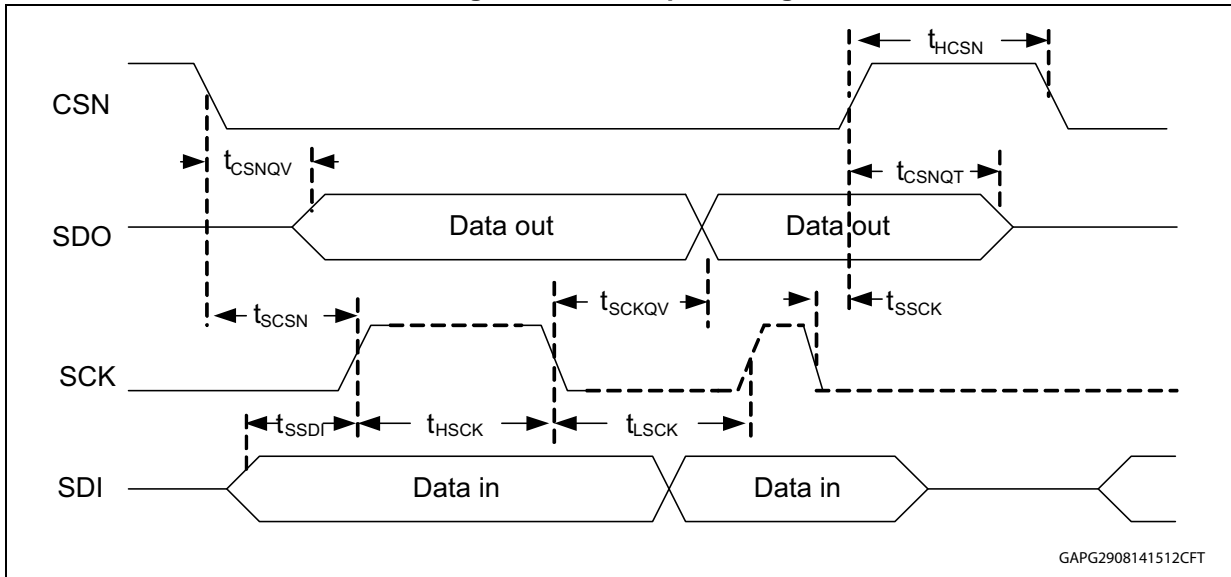 tHCSN
CSN
tCSNQV
tCSNQT
SDO
Data out
Data out
tSCSN
tSCKQV
tSSCK
SCK
tSSDI
tHSCK
tLSCK
SDI
Data in
Data in
GAPG2908141512CFT